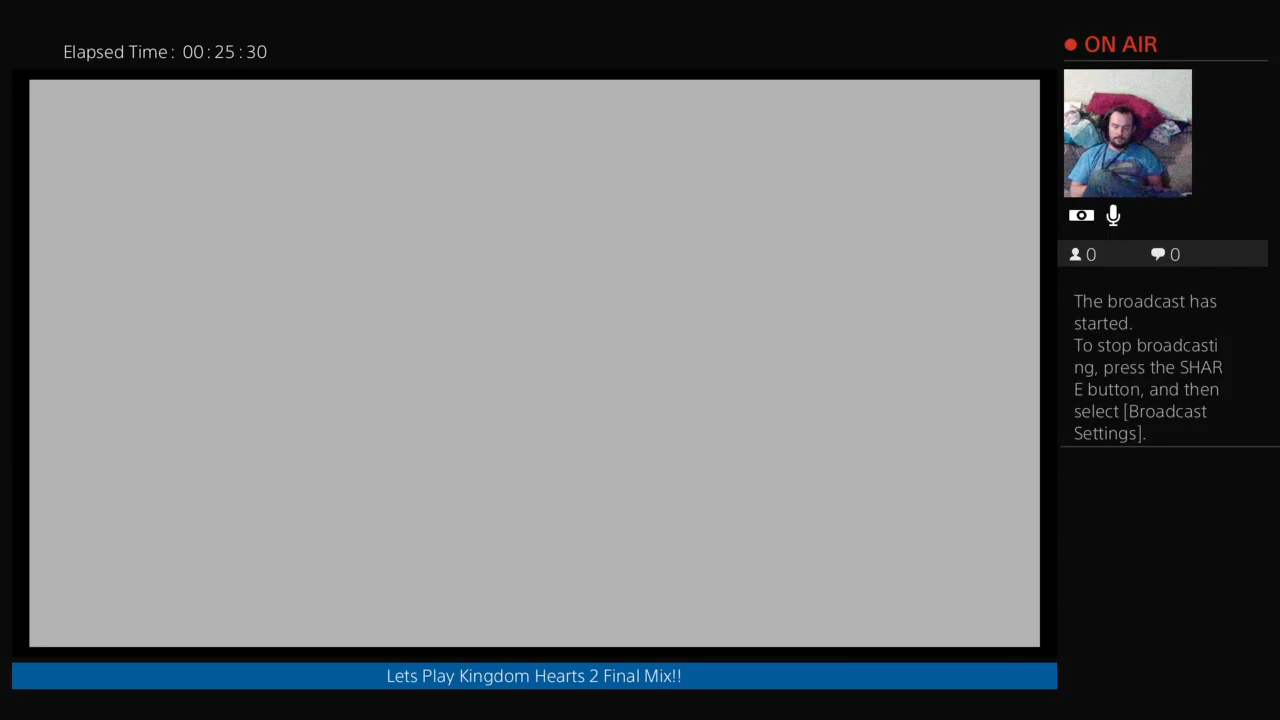 Elapsed Time: 00:25:30
ON AIR
0 0
The broadcast has
started.
To stop broadcasti
ng, press the SHAR
E button, and then
select [Broadcast
Settings].
Lets Play Kingdom Hearts 2 Final Mix!!